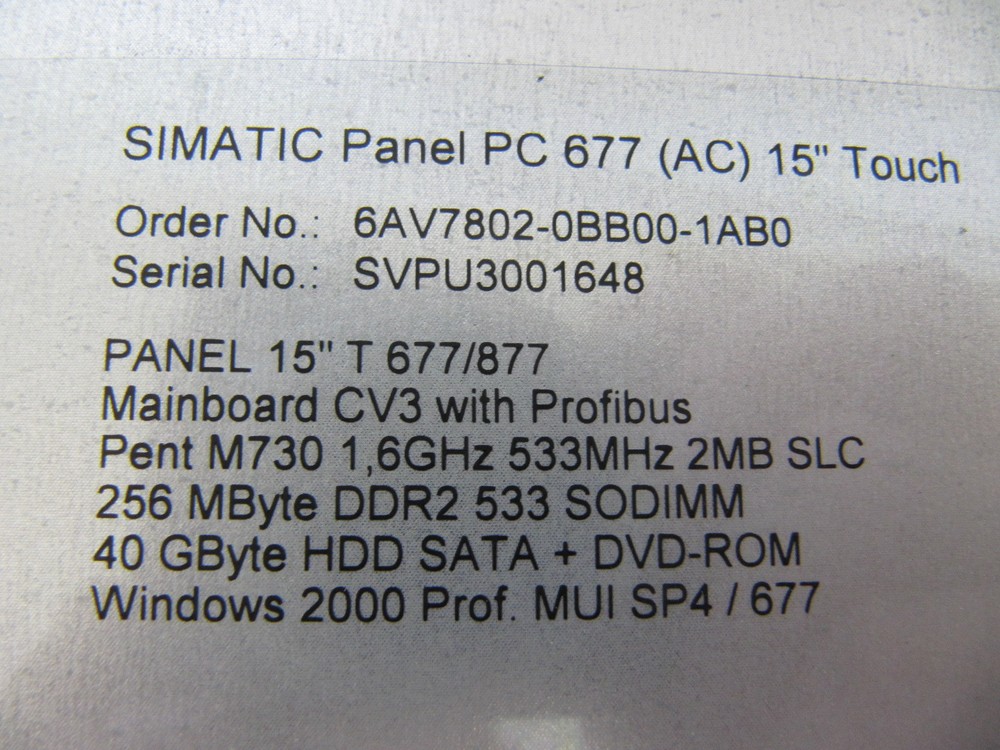 SIMATIC Panel PC 677 (AC) 15" Touch
Order No.: 6AV7802-0BB00-1AB0
Serial No.: SVPU3001648
PANEL 15" T 677/877
Mainboard CV3 with Profibus
Pent M730 1,6GHz 533MHz 2MB SLC
256 MByte DDR2 533 SODIMM
40 GByte HDD SATA + DVD-ROM
Windows 2000 Prof. MUI SP4 / 677